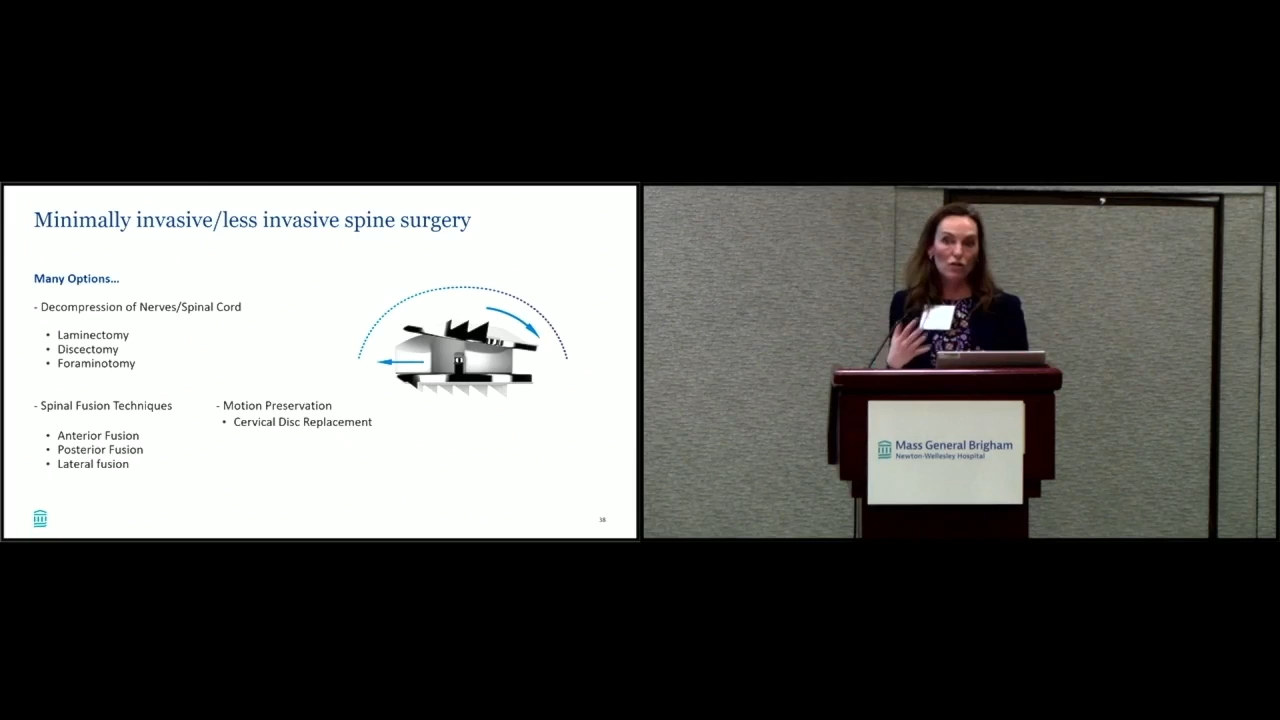 Minimally invasive/less invasive spine surgery
Many Options...
- Decompression of Nerves/Spinal Cord
• Laminectomy
• Discectomy
• Foraminotomy
- Spinal Fusion Techniques
• Anterior Fusion
• Posterior Fusion
• Lateral fusion
- Motion Preservation
• Cervical Disc Replacement
38
Mass General Brigham
Newton-Wellesley Hospital